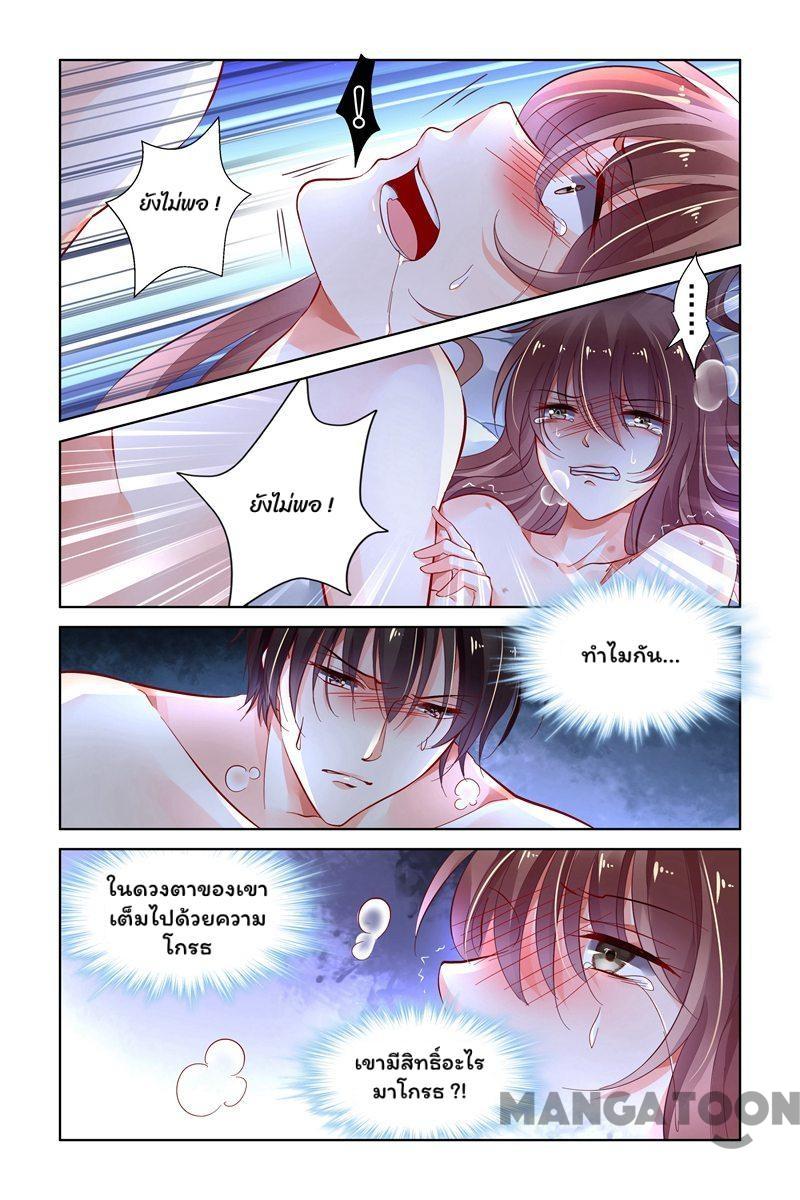 !
ยังไม่พอ !
......
ยังไม่พอ !
ทำไมกัน...
ในดวงตาของเขา
เต็มไปด้วยความ
โกรธ
เขามีสิทธิ์อะไร
มาโกรธ ?!
MANGATOON